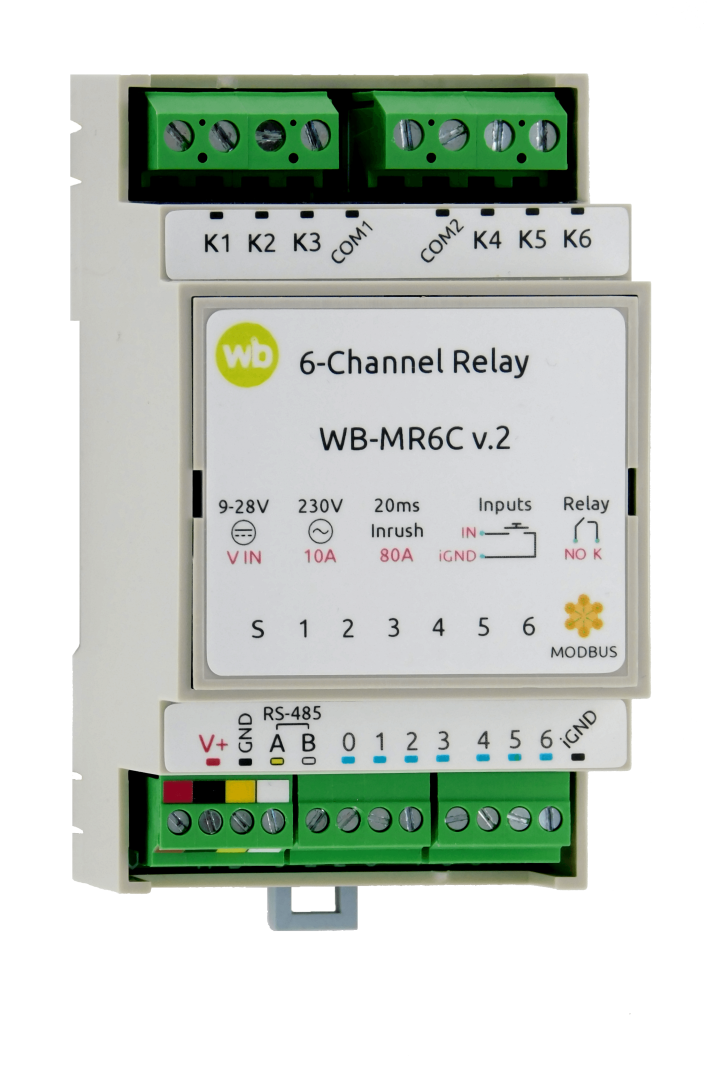 K1 K2 K3 COM1 COM2 K4 K5 K6
wb 6-Channel Relay
WB-MR6C v.2
9-28V 230V 20ms Inputs Relay
Inrush IN
V IN 10A 80A iGND NO K
S 1 2 3 4 5 6
MODBUS
RS-485
V+ GND A B 0 1 2 3 4 5 6 iGND